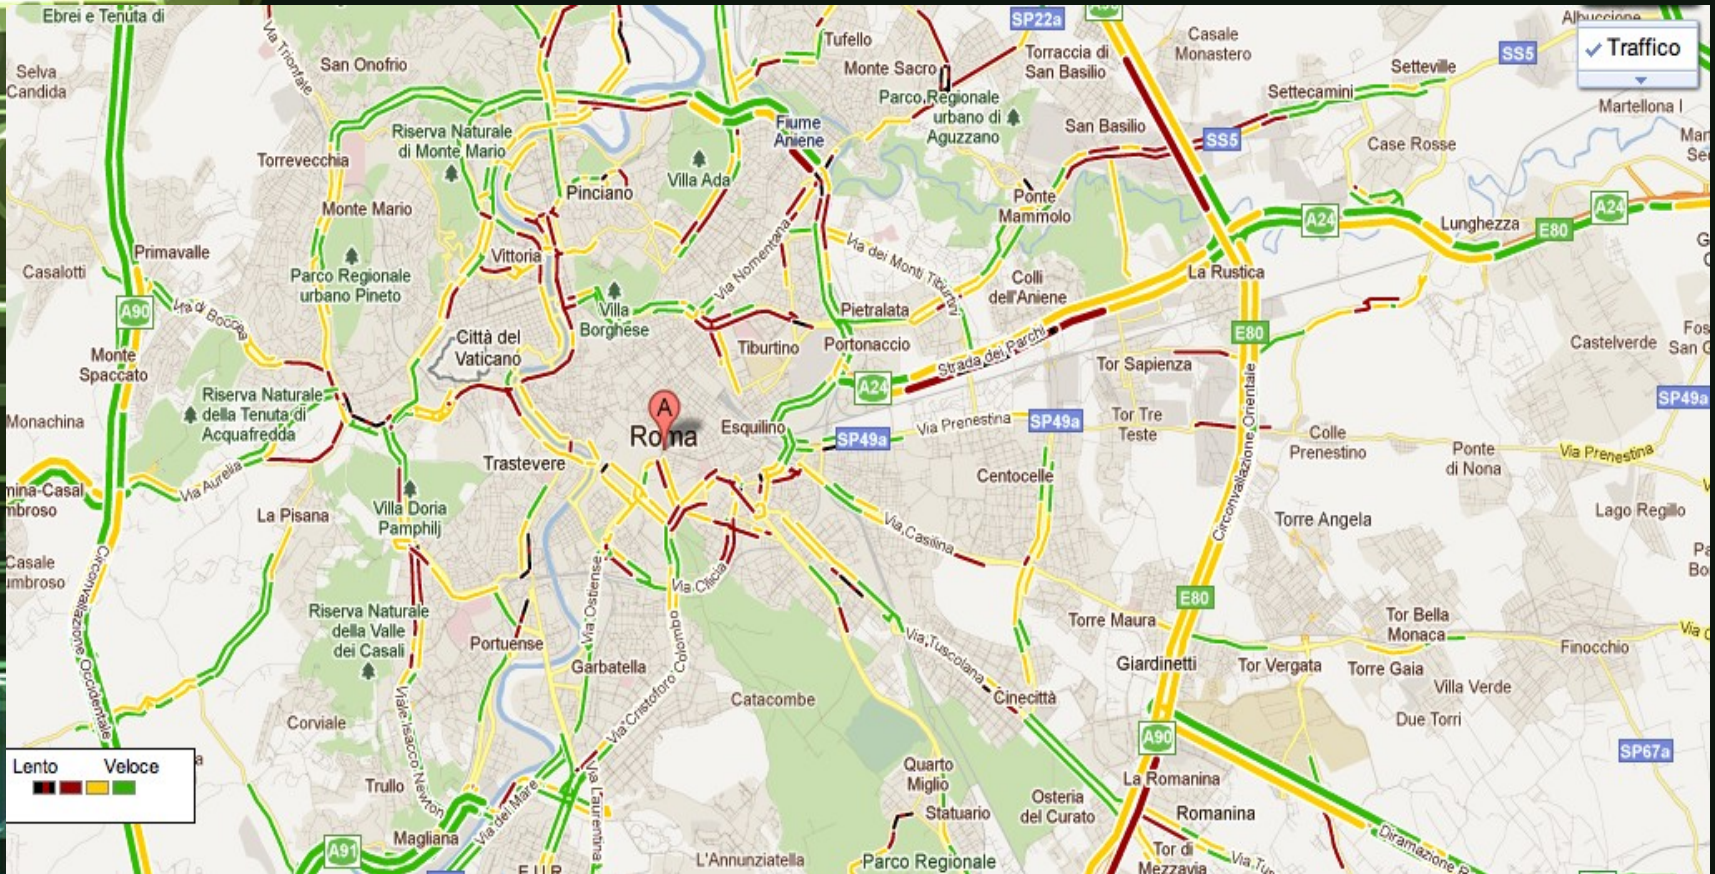 Ebrei e Tenuta di
Selva
Candida
Via Trionfale
San Onofrio
Tufello
SP22a
Monte Sacro
Torraccia di
San Basilio
Casale
Monastero
Albuccione
SS5
Traffico
Setteville
Settecamini
Martellona
Parco Regionale
urbano di
Aguzzano
San Basilio
SS5
Case Rosse
Riserva Naturale
di Monte Mario
Fiume
Aniene
Torrevecchia
Villa Ada
Pinciano
Monte Mario
Ponte
Mammolo
A24
A24
Lunghezza
E80
Primavalle
Casalotti
Vittoria
Via Nomentana
Via dei Monti Tiburtini
La Rustica
Parco Regionale
urbano Pineto
Colli
dell'Aniene
A90
Via di Boccea
Villa
Borghese
Pietralata
E80
Città del
Vaticano
Tiburtino
Portonaccio
Strada dei Parchi
Castelverde
Monte
Spaccato
Tor Sapienza
A24
Riserva Naturale
della Tenuta di
Acquafredda
SP49a
Monachina
A
Roma
Esquilino
SP49a
Via Prenestina
SP49a
Tor Tre
Teste
Circonvallazione Orientale
Colle
Prenestino
Ponte
di Nona
Via Prenestina
Trastevere
Centocelle
Via Aurelia
mina-Casal
mbroso
La Pisana
Villa Doria
Pamphilj
Via Casilina
Torre Angela
Lago Regillo
Casale
umbroso
Circonvallazione Occidentale
Via Ostiense
Via Cilicia
E80
Riserva Naturale
della Valle
dei Casali
Portuense
Garbatella
Via Cristoforo Colombo
Via Tuscolana
Torre Maura
Tor Bella
Monaca
Finocchio
Giardinetti
Tor Vergata
Torre Gaia
Villa Verde
Catacombe
Cinecittà
Due Torri
Corviale
Viale Isacco Newton
A90
SP67a
Lento
Veloce
Trullo
Via del Mare
Via Laurentina
Quarto
Miglio
Statuario
Osteria
del Curato
La Romanina
Romanina
Magliana
A91
L'Annunziatella
Parco Regionale
Tor di
Mezzavia
Via Tus
Diramazione R
E.U.R.